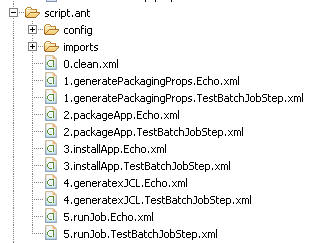 script.ant
config
imports
0.clean.xml
1.generatePackagingProps.Echo.xml
1.generatePackagingProps.TestBatchJobStep.xml
2.packageApp.Echo.xml
2.packageApp.TestBatchJobStep.xml
3.installApp.Echo.xml
3.installApp.TestBatchJobStep.xml
4.generatexJCL.Echo.xml
4.generatexJCL.TestBatchJobStep.xml
5.runJob.Echo.xml
5.runJob.TestBatchJobStep.xml